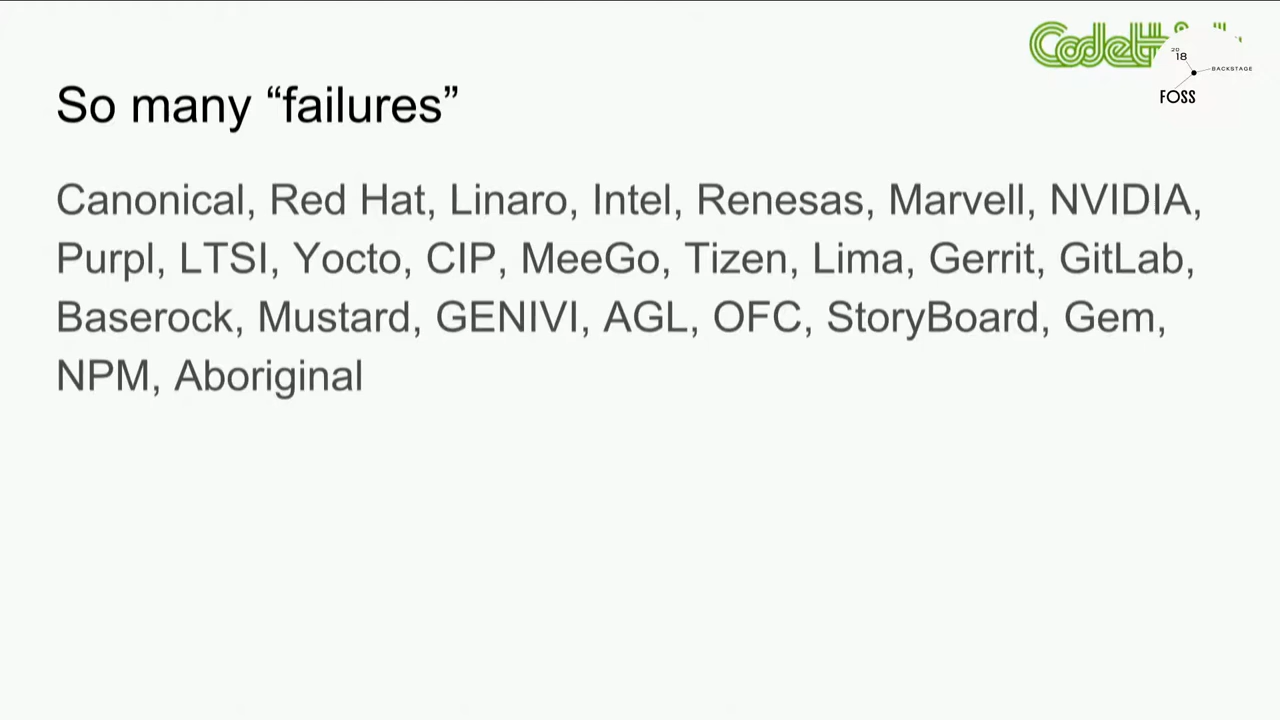 So many “failures”
Canonical, Red Hat, Linaro, Intel, Renesas, Marvell, NVIDIA,
Purpl, LTSI, Yocto, CIP, MeeGo, Tizen, Lima, Gerrit, GitLab,
Baserock, Mustard, GENIVI, AGL, OFC, StoryBoard, Gem,
NPM, Aboriginal
20
18
BACKSTAGE
FOSS